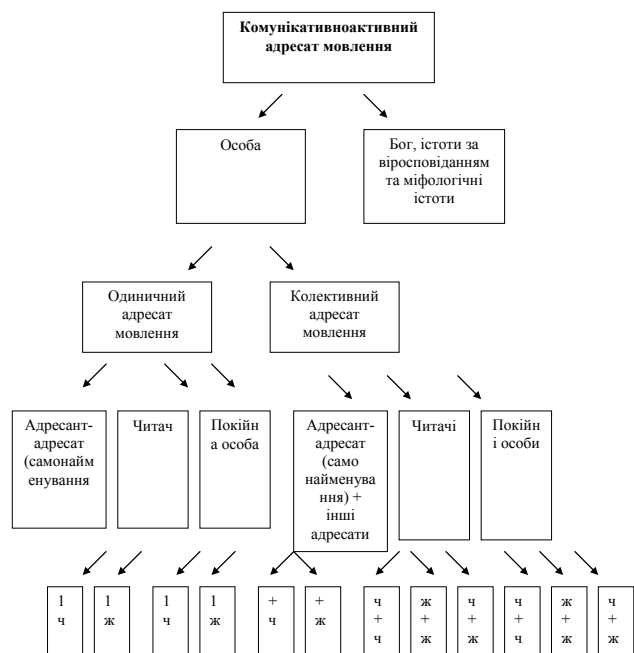 Комунікативноактивний
адресат мовлення
Особа
Бог, істоти за
віросповіданням
та міфологічні
істоти
Одиничний
адресат
мовлення
Колективний
адресат
мовлення
Адресант-
адресат
(самонайм
енування
Читач
Покійн
а особа
Адресант-
адресат
(само
найменува
ння) +
інші
адресати
Читачі
Покійн
і особи
1
ч
1
ж
1
ч
1
ж
+
ч
+
ж
ч
+
ч
ж
+
ж
ч
+
ж
ч
+
ч
ж
+
ж
ч
+
ж